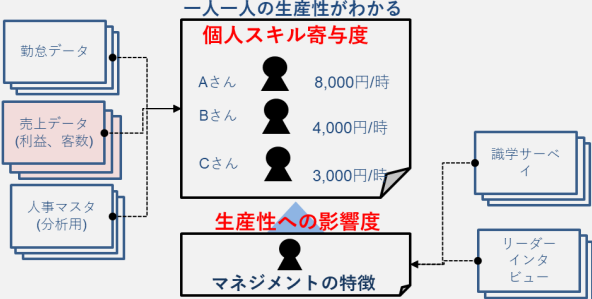 一人一人の生産性がわかる
個人スキル寄与度
勤怠データ
Aさん
8,000円/時
売上データ
(利益、客数)
Bさん
4,000円/時
Cさん
3,000円/時
人事マスタ
(分析用)
識学サーベ
イ
生産性への影響度
マネジメントの特徴
リーダー
インタ
ビュー